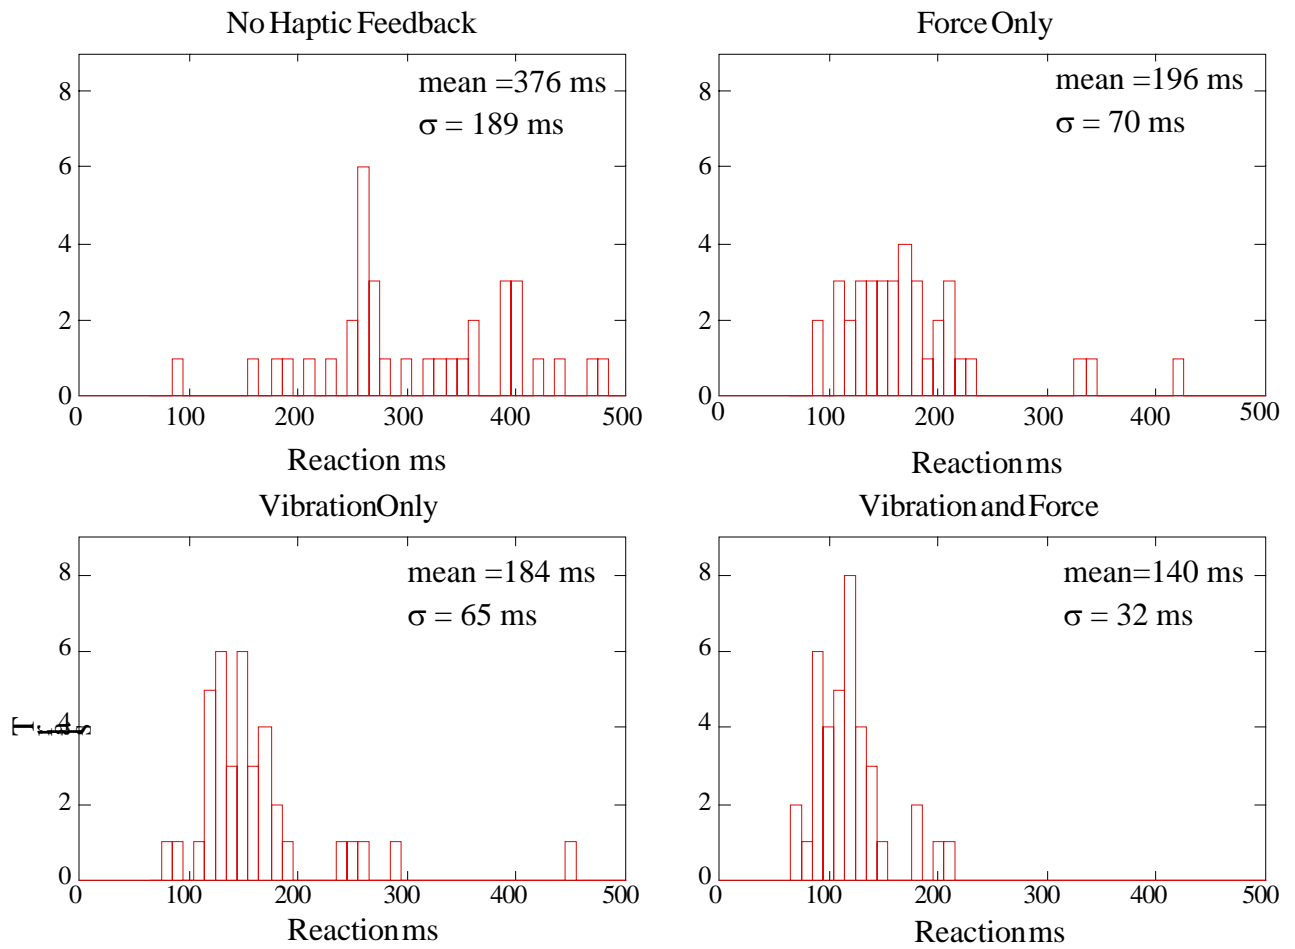 No Haptic Feedback
mean =376 ms
σ = 189 ms
8
6
4
2
0
0 100 200 300 400 500
Reaction ms
Force Only
mean =196 ms
σ = 70 ms
8
6
4
2
0
0 100 200 300 400 500
Reaction ms
Vibration Only
mean =184 ms
σ = 65 ms
8
6
4
2
0
Trials
0 100 200 300 400 500
Reaction ms
Vibration and Force
mean=140 ms
σ = 32 ms
8
6
4
2
0
0 100 200 300 400 500
Reaction ms